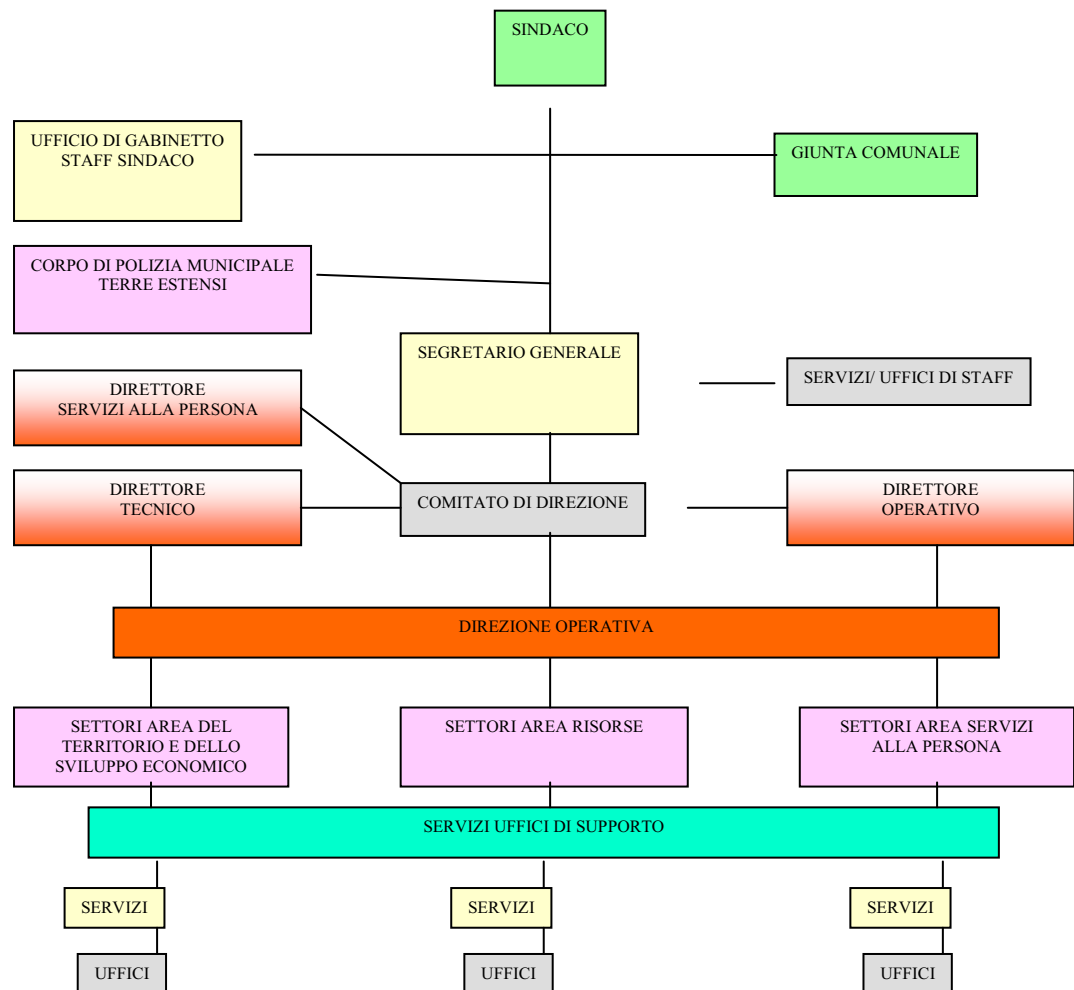 SINDACO
UFFICIO DI GABINETTO
STAFF SINDACO
GIUNTA COMUNALE
CORPO DI POLIZIA MUNICIPALE
TERRE ESTENSI
SEGRETARIO GENERALE
SERVIZI/ UFFICI DI STAFF
DIRETTORE
SERVIZI ALLA PERSONA
DIRETTORE
TECNICO
COMITATO DI DIREZIONE
DIRETTORE
OPERATIVO
DIREZIONE OPERATIVA
SETTORI AREA DEL
TERRITORIO E DELLO
SVILUPPO ECONOMICO
SETTORI AREA RISORSE
SETTORI AREA SERVIZI
ALLA PERSONA
SERVIZI UFFICI DI SUPPORTO
SERVIZI
SERVIZI
SERVIZI
UFFICI
UFFICI
UFFICI